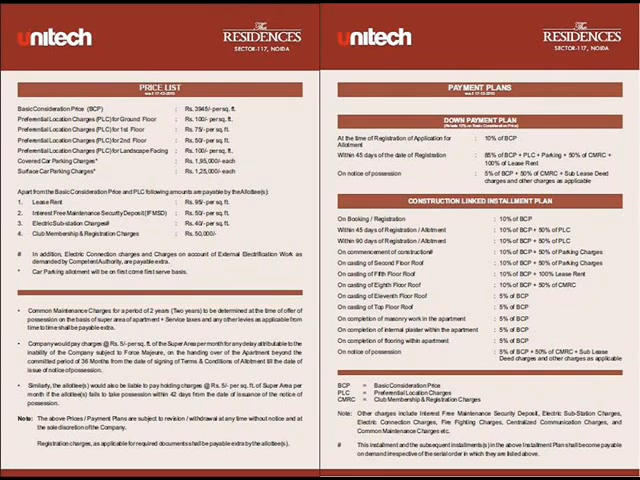 unitech
The
RESIDENCES
SECTOR-117, NOIDA
PRICE LIST
w.e.f. 17-12-2010
Basic Consideration Price (BCP) : Rs. 3945/- per sq. ft.
Preferential Location Charges (PLC) for Ground Floor : Rs. 100/- per sq. ft.
Preferential Location Charges (PLC) for 1st Floor : Rs. 75/- per sq. ft.
Preferential Location Charges (PLC) for 2nd Floor : Rs. 50/- per sq. ft.
Preferential Location Charges (PLC) for Landscape Facing : Rs. 100/- per sq. ft.
Covered Car Parking Charges* : Rs. 1,95,000/- each
Surface Car Parking Charges* : Rs. 1,25,000/- each
Apart from the Basic Consideration Price and PLC following amounts are payable by the Allottee(s):
1. Lease Rent : Rs. 95/- per sq. ft.
2. Interest Free Maintenance Security Deposit (IFMSD) : Rs. 50/- per sq. ft.
3. Electric Sub-station Charges# : Rs. 40/- per sq. ft.
4. Club Membership & Registration Charges : Rs. 50,000/-
# In addition, Electric Connection charges and Charges on account of External Electrification Work as
demanded by Competent Authority, are payable extra.
* Car Parking allotment will be on first come first serve basis.
• Common Maintenance Charges for a period of 2 years (Two years) to be determined at the time of offer of
possession on the basis of super area of apartment + Service taxes and any other levies as applicable from
time to time shall be payable extra.
• Company would pay charges @ Rs. 5/- per sq. ft. of the Super Area per month for any delay attributable to the
inability of the Company subject to Force Majeure, on the handing over of the Apartment beyond the
committed period of 36 Months from the date of signing of Terms & Conditions of Allotment till the date of
issue of notice of possession.
• Similarly, the allottee(s) would also be liable to pay holding charges @ Rs. 5/- per sq. ft. of Super Area per
month if the allottee(s) fails to take possession within 42 days from the date of issuance of the notice of
possession.
Note: The above Prices / Payment Plans are subject to revision / withdrawal at any time without notice and at
the sole discretion of the Company.
Registration charges, as applicable for required documents shall be payable extra by the allottee(s).
unitech
The
RESIDENCES
SECTOR-117, NOIDA
PAYMENT PLANS
w.e.f. 17-12-2010
DOWN PAYMENT PLAN
(Rebate 10% on Basic Consideration Price)
At the time of Registration of Application for : 10% of BCP
Allotment
Within 45 days of the date of Registration : 85% of BCP + PLC + Parking + 50% of CMRC +
100% of Lease Rent
On notice of possession : 5% of BCP + 50% of CMRC + Sub Lease Deed
charges and other charges as applicable
CONSTRUCTION LINKED INSTALLMENT PLAN
On Booking / Registration : 10% of BCP
Within 45 days of Registration / Allotment : 10% of BCP + 50% of PLC
Within 90 days of Registration / Allotment : 10% of BCP + 50% of PLC
On commencement of construction# : 10% of BCP + 50% of Parking Charges
On casting of Second Floor Roof : 10% of BCP + 50% of Parking Charges
On casting of Fifth Floor Roof : 10% of BCP + 100% Lease Rent
On casting of Eighth Floor Roof : 10% of BCP + 50% of CMRC
On casting of Eleventh Floor Roof : 5% of BCP
On casting of Top Floor Roof : 5% of BCP
On completion of masonry work in the apartment : 5% of BCP
On completion of internal plaster within the apartment : 5% of BCP
On completion of flooring within apartment : 5% of BCP
On notice of possession : 5% of BCP + 50% of CMRC + Sub Lease
Deed charges and other charges as applicable
BCP = Basic Consideration Price
PLC = Preferential Location Charges
CMRC = Club Membership & Registration Charges
Note: Other charges include Interest Free Maintenance Security Deposit, Electric Sub-Station Charges,
Electric Connection Charges, Fire Fighting Charges, Centralized Communication Charges, and
Common Maintenance Charges etc.
# This installment and the subsequent installments(s) in the above Installment Plan shall become payable
on demand irrespective of the serial order in which they are listed above.